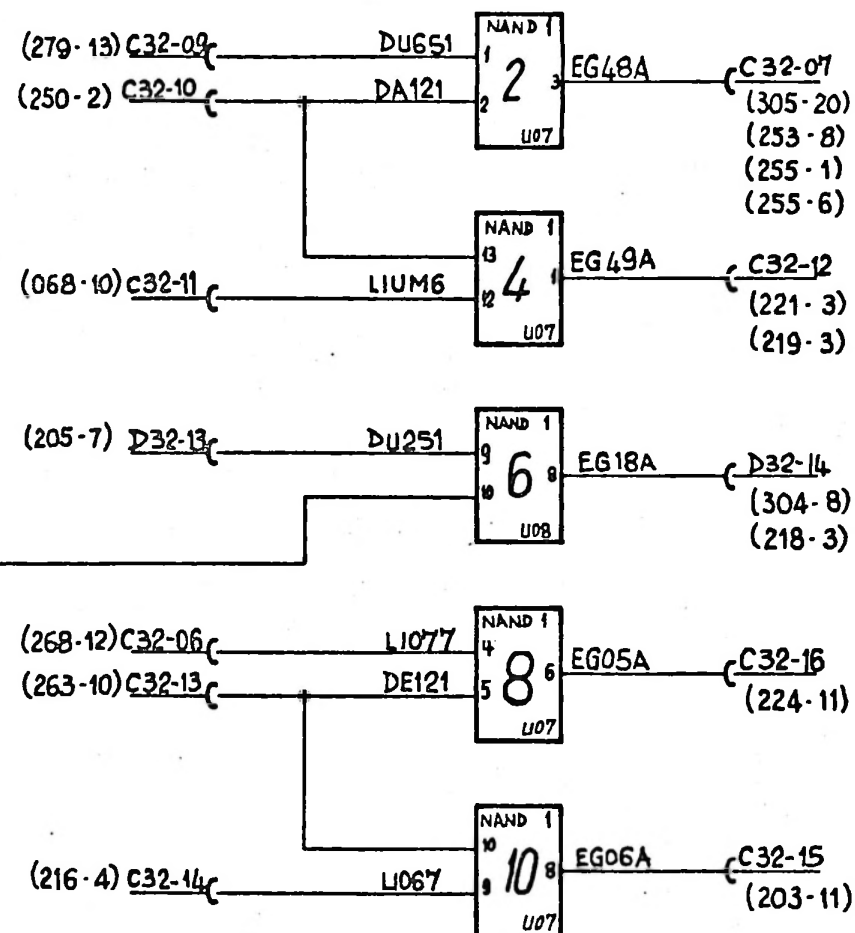 (279-13) C32-09 DU651 NAND 1 1 2 3 U07 EG48A C32-07
(250-2) C32-10 DA121 2
(305-20)
(253-8)
(255-1)
(255-6)
NAND 1 13 4 1 12 U07 EG49A C32-12
(068-10) C32-11 LIUM6
(221-3)
(219-3)
(205-7) D32-13 DU251 NAND 1 9 6 8 10 U08 EG18A D32-14
(304-8)
(218-3)
(268-12) C32-06 LI077 NAND 1 4 8 6 U07 EG05A C32-16
(263-10) C32-13 DE121 5
(224-11)
NAND 1 10 10 8 9 U07 EG06A C32-15
(216-4) C32-14 LI067
(203-11)